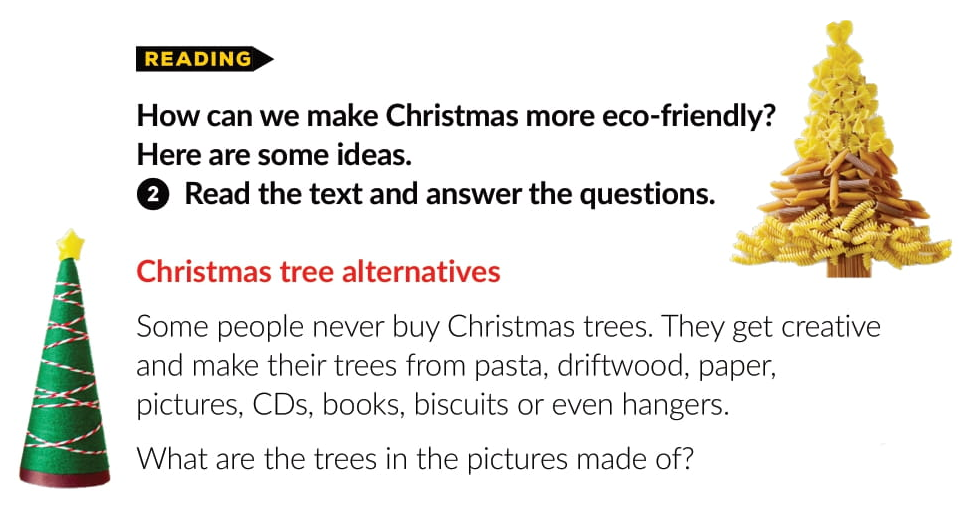 READING
How can we make Christmas more eco-friendly?
Here are some ideas.
2 Read the text and answer the questions.
Christmas tree alternatives
Some people never buy Christmas trees. They get creative
and make their trees from pasta, driftwood, paper,
pictures, CDs, books, biscuits or even hangers.
What are the trees in the pictures made of?